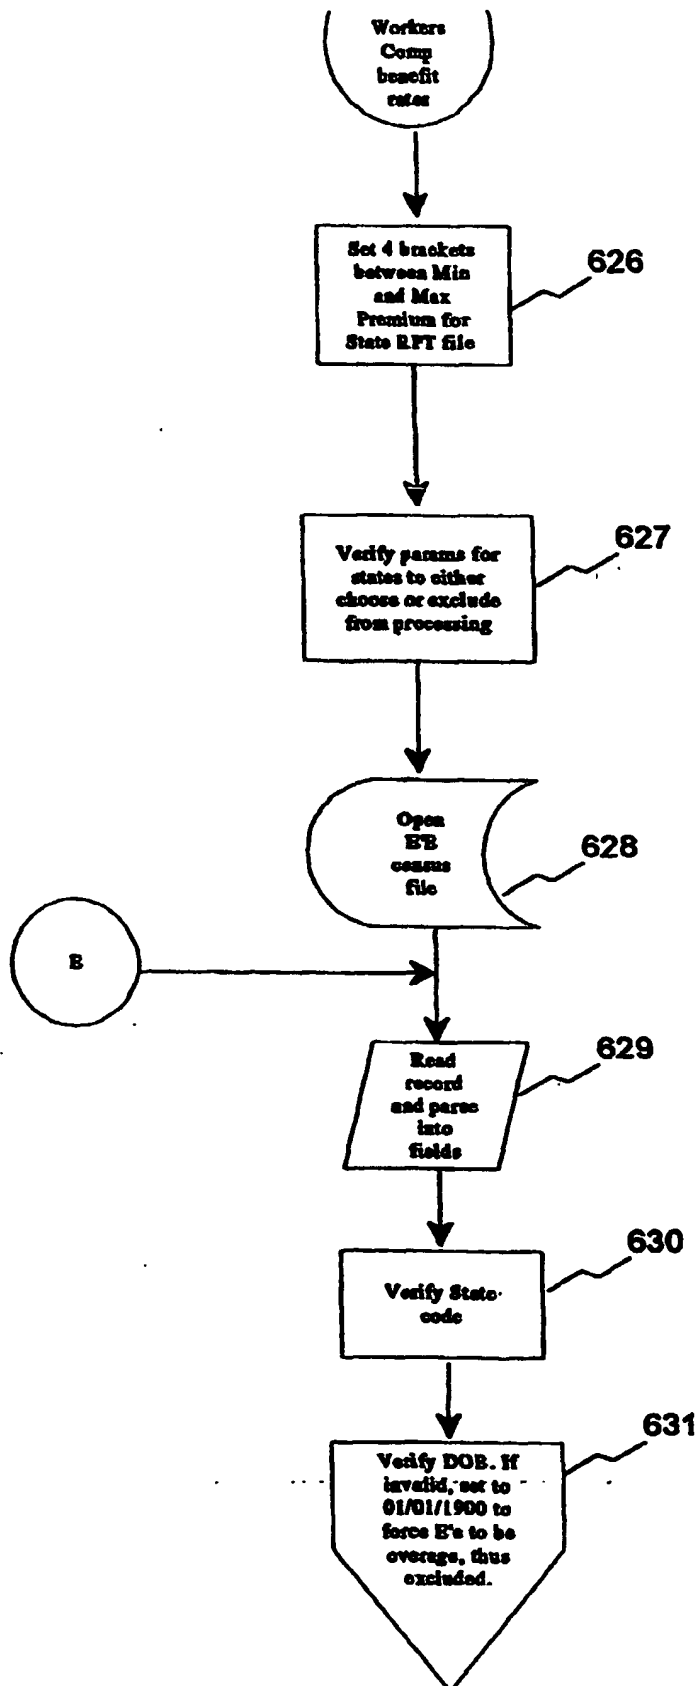 Workers
Comp
benefit
rates
Set 4 brackets
between Min
and Max
Premium for
State RPT file
626
Verify params for
states to either
choose or exclude
from processing
627
Open
EE
census
file
628
E
Read
record
and parse
into
fields
629
Verify State
code
630
Verify DOB. If
invalid, set to
01/01/1900 to
force E's to be
overage, thus
excluded.
631